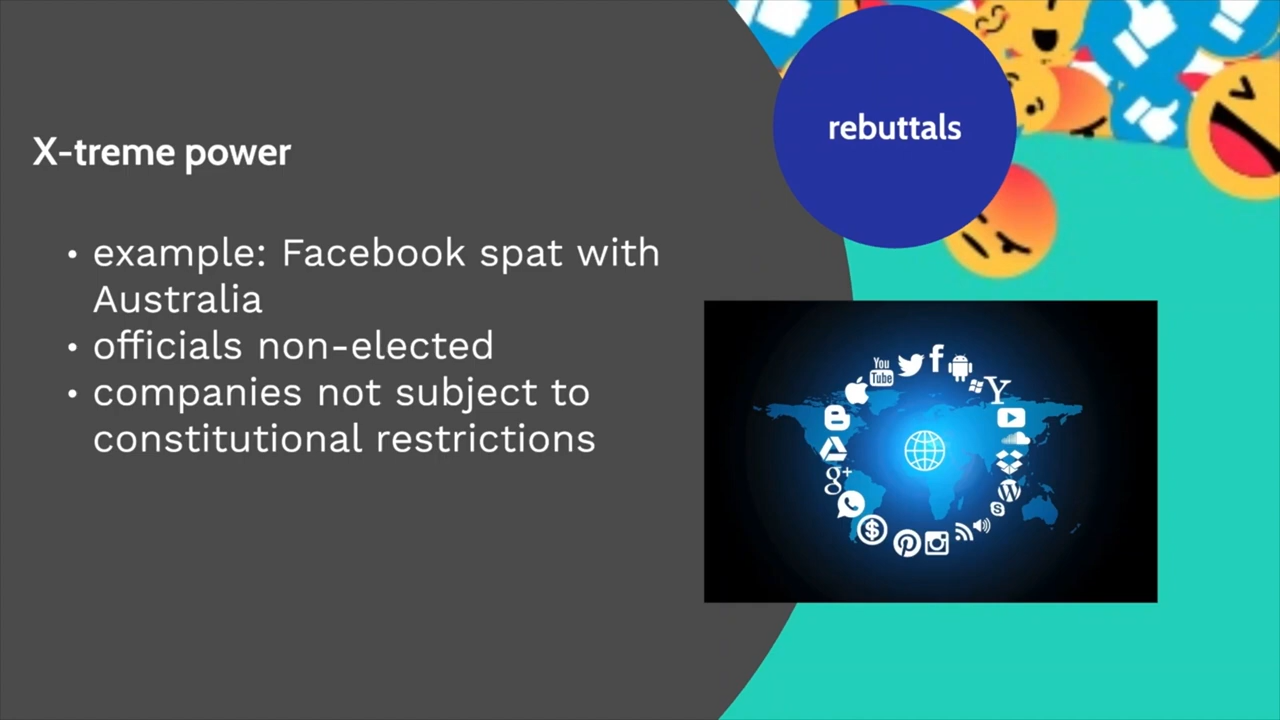 rebuttals
X-treme power
• example: Facebook spat with
Australia
• officials non-elected
• companies not subject to
constitutional restrictions
You
Tube
f
Y
g+
$